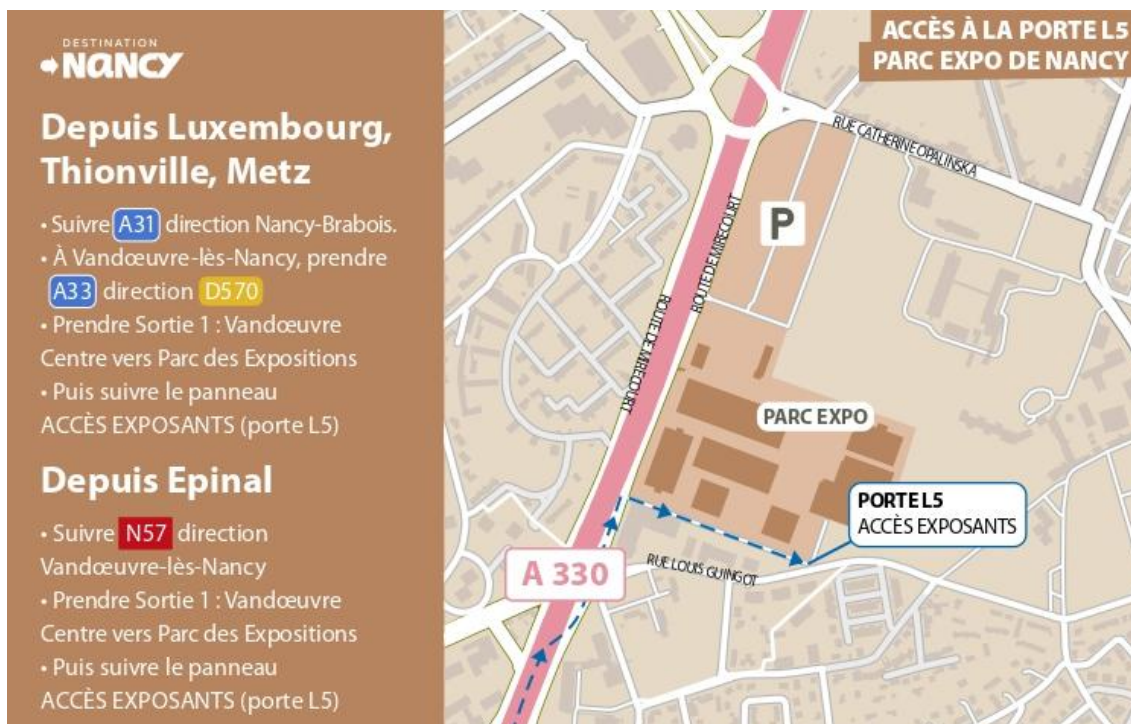 DESTINATION
NANCY
Depuis Luxembourg,
Thionville, Metz
• Suivre A31 direction Nancy-Brabois.
• À Vandœuvre-lès-Nancy, prendre
A33 direction D570
• Prendre Sortie 1 : Vandœuvre
Centre vers Parc des Expositions
• Puis suivre le panneau
ACCÈS EXPOSANTS (porte L5)
Depuis Epinal
• Suivre N57 direction
Vandœuvre-lès-Nancy
• Prendre Sortie 1 : Vandœuvre
Centre vers Parc des Expositions
• Puis suivre le panneau
ACCÈS EXPOSANTS (porte L5)
ACCÈS À LA PORTE L5
PARC EXPO DE NANCY
RUE CATHERINE OPALINSKA
P
ROUTE DE MIRECOURT
ROUTE DE MIRECOURT
PARC EXPO
PORTE L5
ACCÈS EXPOSANTS
A 330
RUE LOUIS GUINGOT